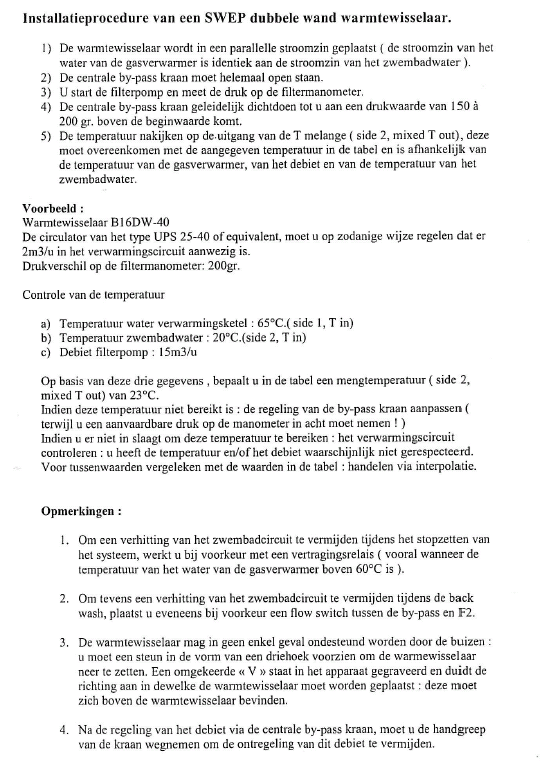 Installatieprocedure van een SWEP dubbele wand warmtewisselaar.
1) De warmtewisselaar wordt in een parallelle stroomzin geplaatst ( de stroomzin van het
water van de gasverwarmer is identiek aan de stroomzin van het zwembadwater ).
2) De centrale by-pass kraan moet helemaal open staan.
3) U start de filterpomp en meet de druk op de filtermanometer.
4) De centrale by-pass kraan geleidelijk dichtdoen tot u aan een drukwaarde van 150 à
200 gr. boven de beginwaarde komt.
5) De temperatuur nakijken op de uitgang van de T melange ( side 2, mixed T out), deze
moet overeenkomen met de aangegeven temperatuur in de tabel en is afhankelijk van
de temperatuur van de gasverwarmer, van het debiet en van de temperatuur van het
zwembadwater.
Voorbeeld :
Warmtewisselaar B16DW-40
De circulator van het type UPS 25-40 of equivalent, moet u op zodanige wijze regelen dat er
2m3/u in het verwarmingscircuit aanwezig is.
Drukverschil op de filtermanometer: 200gr.
Controle van de temperatuur
a) Temperatuur water verwarmingsketel : 65°C.( side 1, T in)
b) Temperatuur zwembadwater : 20°C.(side 2, T in)
c) Debiet filterpomp : 15m3/u
Op basis van deze drie gegevens , bepaalt u in de tabel een mengtemperatuur ( side 2,
mixed T out) van 23°C.
Indien deze temperatuur niet bereikt is : de regeling van de by-pass kraan aanpassen (
terwijl u een aanvaardbare druk op de manometer in acht moet nemen ! )
Indien u er niet in slaagt om deze temperatuur te bereiken : het verwarmingscircuit
controleren : u heeft de temperatuur en/of het debiet waarschijnlijk niet gerespecteerd.
Voor tussenwaarden vergeleken met de waarden in de tabel : handelen via interpolatie.
Opmerkingen :
1. Om een verhitting van het zwembadcircuit te vermijden tijdens het stopzetten van
het systeem, werkt u bij voorkeur met een vertragingsrelais ( vooral wanneer de
temperatuur van het water van de gasverwarmer boven 60°C is ).
2. Om tevens een verhitting van het zwembadcircuit te vermijden tijdens de back
wash, plaatst u eveneens bij voorkeur een flow switch tussen de by-pass en F2.
3. De warmtewisselaar mag in geen enkel geval ondesteund worden door de buizen :
u moet een steun in de vorm van een driehoek voorzien om de warmewisselaar
neer te zetten. Een omgekeerde « V » staat in het apparaat gegraveerd en duidt de
richting aan in dewelke de warmtewisselaar moet worden geplaatst : deze moet
zich boven de warmtewisselaar bevinden.
4. Na de regeling van het debiet via de centrale by-pass kraan, moet u de handgreep
van de kraan wegnemen om de ontregeling van dit debiet te vermijden.